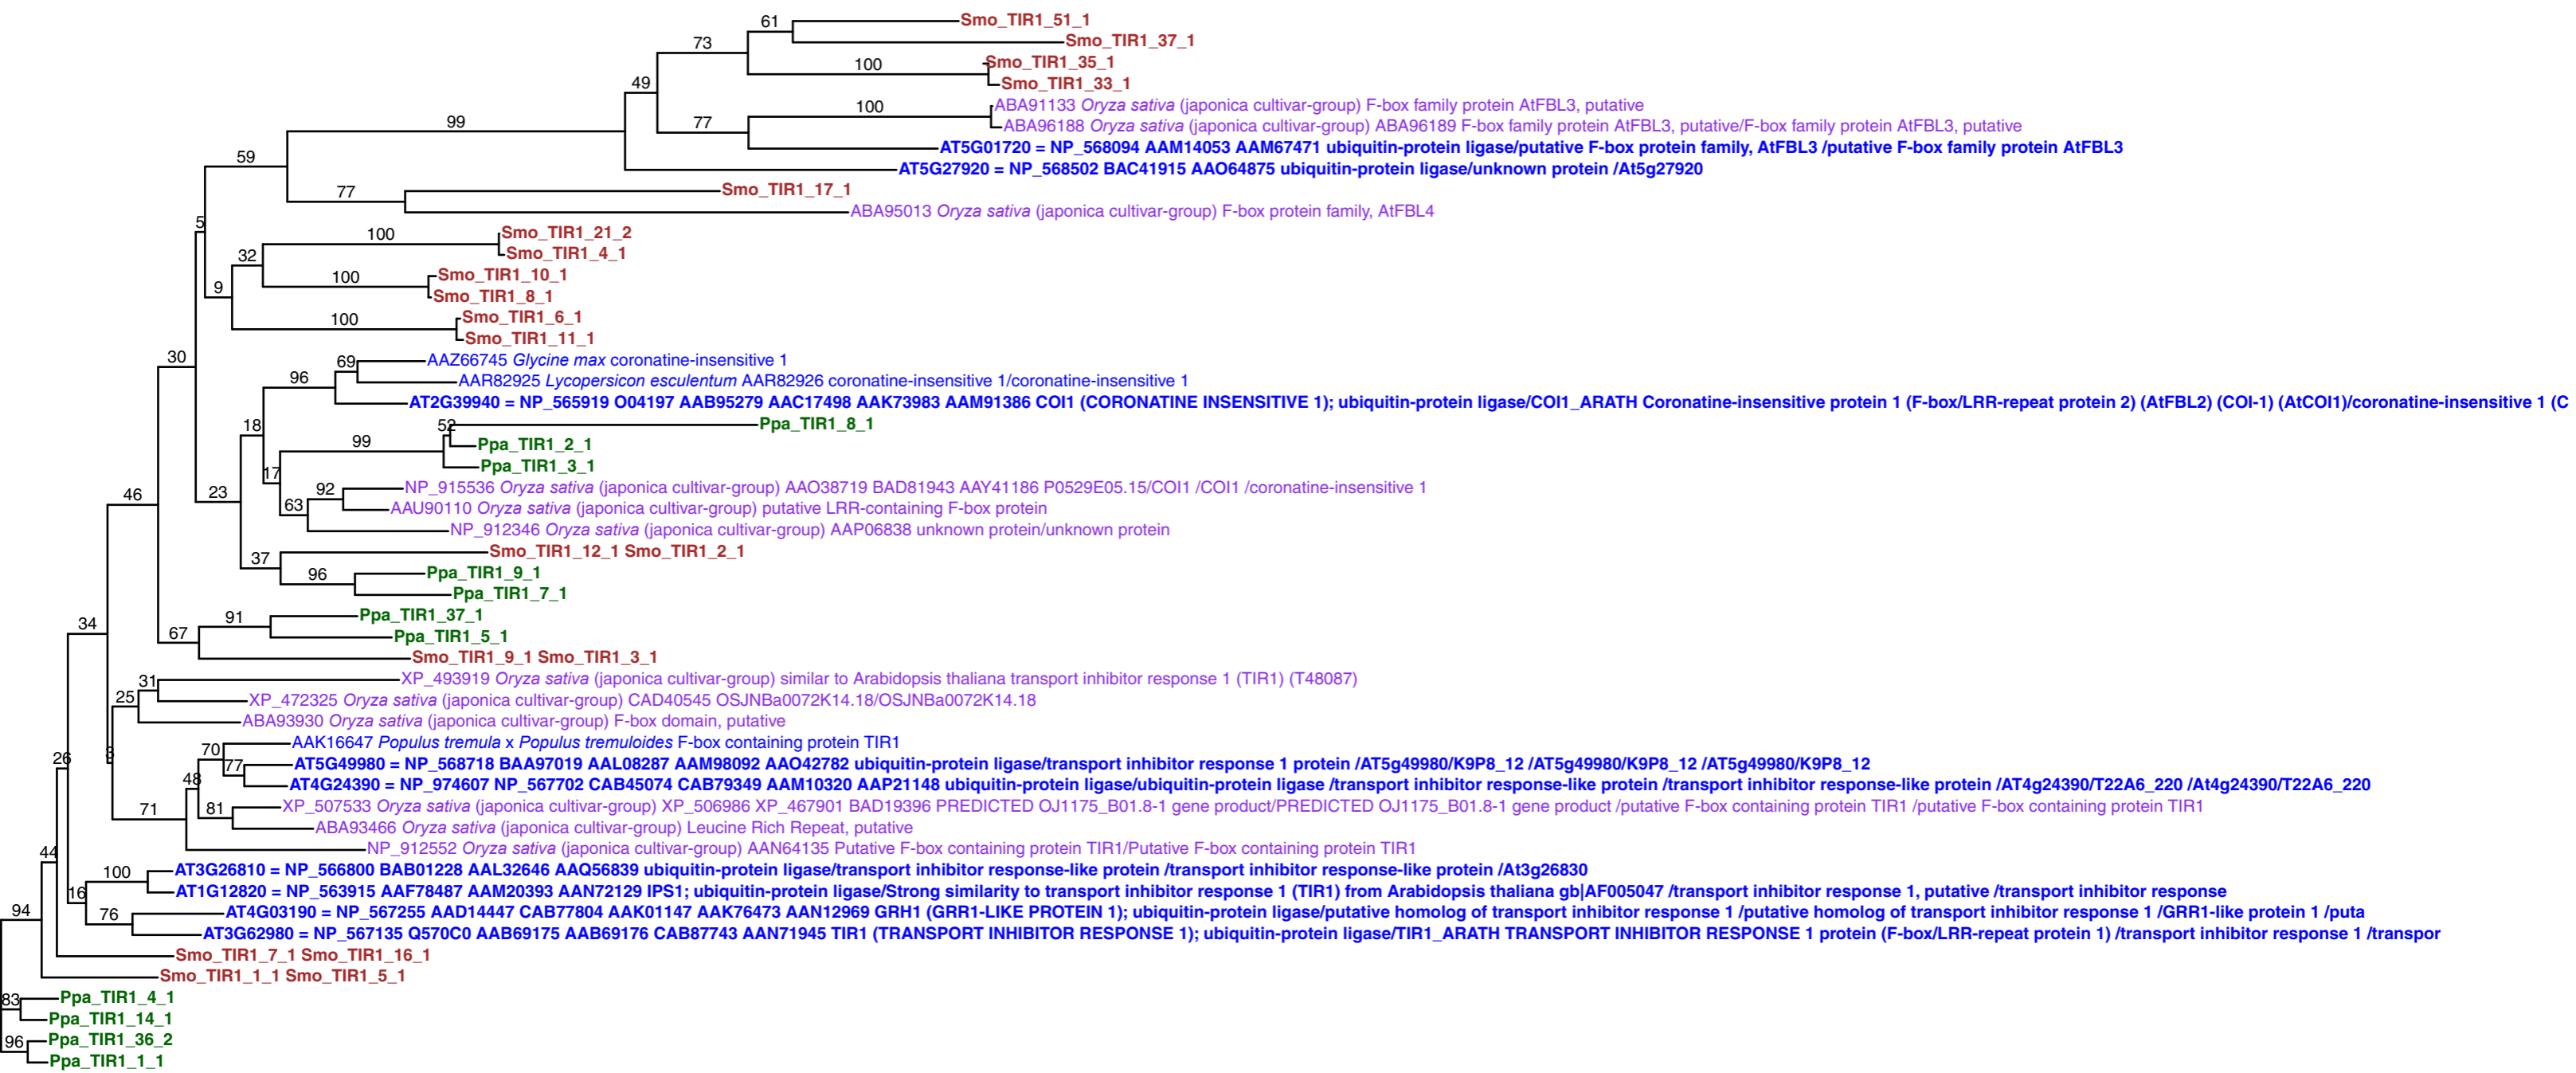 61
Smo_TIR1_51_1
73
Smo_TIR1_37_1
100
Smo_TIR1_35_1
49
Smo_TIR1_33_1
100
ABA91133 Oryza sativa (japonica cultivar-group) F-box family protein AtFBL3, putative
99
77
ABA96188 Oryza sativa (japonica cultivar-group) ABA96189 F-box family protein AtFBL3, putative/F-box family protein AtFBL3, putative
AT5G01720 = NP_568094 AAM14053 AAM67471 ubiquitin-protein ligase/putative F-box protein family, AtFBL3 /putative F-box family protein AtFBL3
59
AT5G27920 = NP_568502 BAC41915 AAO64875 ubiquitin-protein ligase/unknown protein /At5g27920
77
Smo_TIR1_17_1
ABA95013 Oryza sativa (japonica cultivar-group) F-box protein family, AtFBL4
5
100
Smo_TIR1_21_2
32
Smo_TIR1_4_1
100
Smo_TIR1_10_1
9
Smo_TIR1_8_1
100
Smo_TIR1_6_1
Smo_TIR1_11_1
30
69
AAZ66745 Glycine max coronatine-insensitive 1
96
AAR82925 Lycopersicon esculentum AAR82926 coronatine-insensitive 1/coronatine-insensitive 1
AT2G39940 = NP_565919 O04197 AAB95279 AAC17498 AAK73983 AAM91386 COI1 (CORONATINE INSENSITIVE 1); ubiquitin-protein ligase/COI1_ARATH Coronatine-insensitive protein 1 (F-box/LRR-repeat protein 2) (AtFBL2) (COI-1) (AtCOI1)/coronatine-insensitive 1 (C
18
52
Ppa_TIR1_8_1
99
Ppa_TIR1_2_1
17
Ppa_TIR1_3_1
46
23
92
NP_915536 Oryza sativa (japonica cultivar-group) AAO38719 BAD81943 AAY41186 P0529E05.15/COI1 /COI1 /coronatine-insensitive 1
63
AAU90110 Oryza sativa (japonica cultivar-group) putative LRR-containing F-box protein
NP_912346 Oryza sativa (japonica cultivar-group) AAP06838 unknown protein/unknown protein
37
Smo_TIR1_12_1 Smo_TIR1_2_1
96
Ppa_TIR1_9_1
Ppa_TIR1_7_1
34
91
Ppa_TIR1_37_1
67
Ppa_TIR1_5_1
Smo_TIR1_9_1 Smo_TIR1_3_1
31
XP_493919 Oryza sativa (japonica cultivar-group) similar to Arabidopsis thaliana transport inhibitor response 1 (TIR1) (T48087)
25
XP_472325 Oryza sativa (japonica cultivar-group) CAD40545 OSJNBa0072K14.18/OSJNBa0072K14.18
ABA93930 Oryza sativa (japonica cultivar-group) F-box domain, putative
26
3
70
AAK16647 Populus tremula x Populus tremuloides F-box containing protein TIR1
77
AT5G49980 = NP_568718 BAA97019 AAL08287 AAM98092 AAO42782 ubiquitin-protein ligase/transport inhibitor response 1 protein /AT5g49980/K9P8_12 /AT5g49980/K9P8_12 /AT5g49980/K9P8_12
48
AT4G24390 = NP_974607 NP_567702 CAB45074 CAB79349 AAM10320 AAP21148 ubiquitin-protein ligase/ubiquitin-protein ligase /transport inhibitor response-like protein /transport inhibitor response-like protein /AT4g24390/T22A6_220 /At4g24390/T22A6_220
71
81
XP_507533 Oryza sativa (japonica cultivar-group) XP_506986 XP_467901 BAD19396 PREDICTED OJ1175_B01.8-1 gene product/PREDICTED OJ1175_B01.8-1 gene product /putative F-box containing protein TIR1 /putative F-box containing protein TIR1
ABA93466 Oryza sativa (japonica cultivar-group) Leucine Rich Repeat, putative
NP_912552 Oryza sativa (japonica cultivar-group) AAN64135 Putative F-box containing protein TIR1/Putative F-box containing protein TIR1
44
100
AT3G26810 = NP_566800 BAB01228 AAL32646 AAQ56839 ubiquitin-protein ligase/transport inhibitor response-like protein /transport inhibitor response-like protein /At3g26830
16
AT1G12820 = NP_563915 AAF78487 AAM20393 AAN72129 IPS1; ubiquitin-protein ligase/Strong similarity to transport inhibitor response 1 (TIR1) from Arabidopsis thaliana gb|AF005047 /transport inhibitor response 1, putative /transport inhibitor response
94
76
AT4G03190 = NP_567255 AAD14447 CAB77804 AAK01147 AAK76473 AAN12969 GRH1 (GRR1-LIKE PROTEIN 1); ubiquitin-protein ligase/putative homolog of transport inhibitor response 1 /putative homolog of transport inhibitor response 1 /GRR1-like protein 1 /puta
AT3G62980 = NP_567135 Q570C0 AAB69175 AAB69176 CAB87743 AAN71945 TIR1 (TRANSPORT INHIBITOR RESPONSE 1); ubiquitin-protein ligase/TIR1_ARATH TRANSPORT INHIBITOR RESPONSE 1 protein (F-box/LRR-repeat protein 1) /transport inhibitor response 1 /transpor
Smo_TIR1_7_1 Smo_TIR1_16_1
Smo_TIR1_1_1 Smo_TIR1_5_1
83
Ppa_TIR1_4_1
Ppa_TIR1_14_1
96
Ppa_TIR1_36_2
Ppa_TIR1_1_1